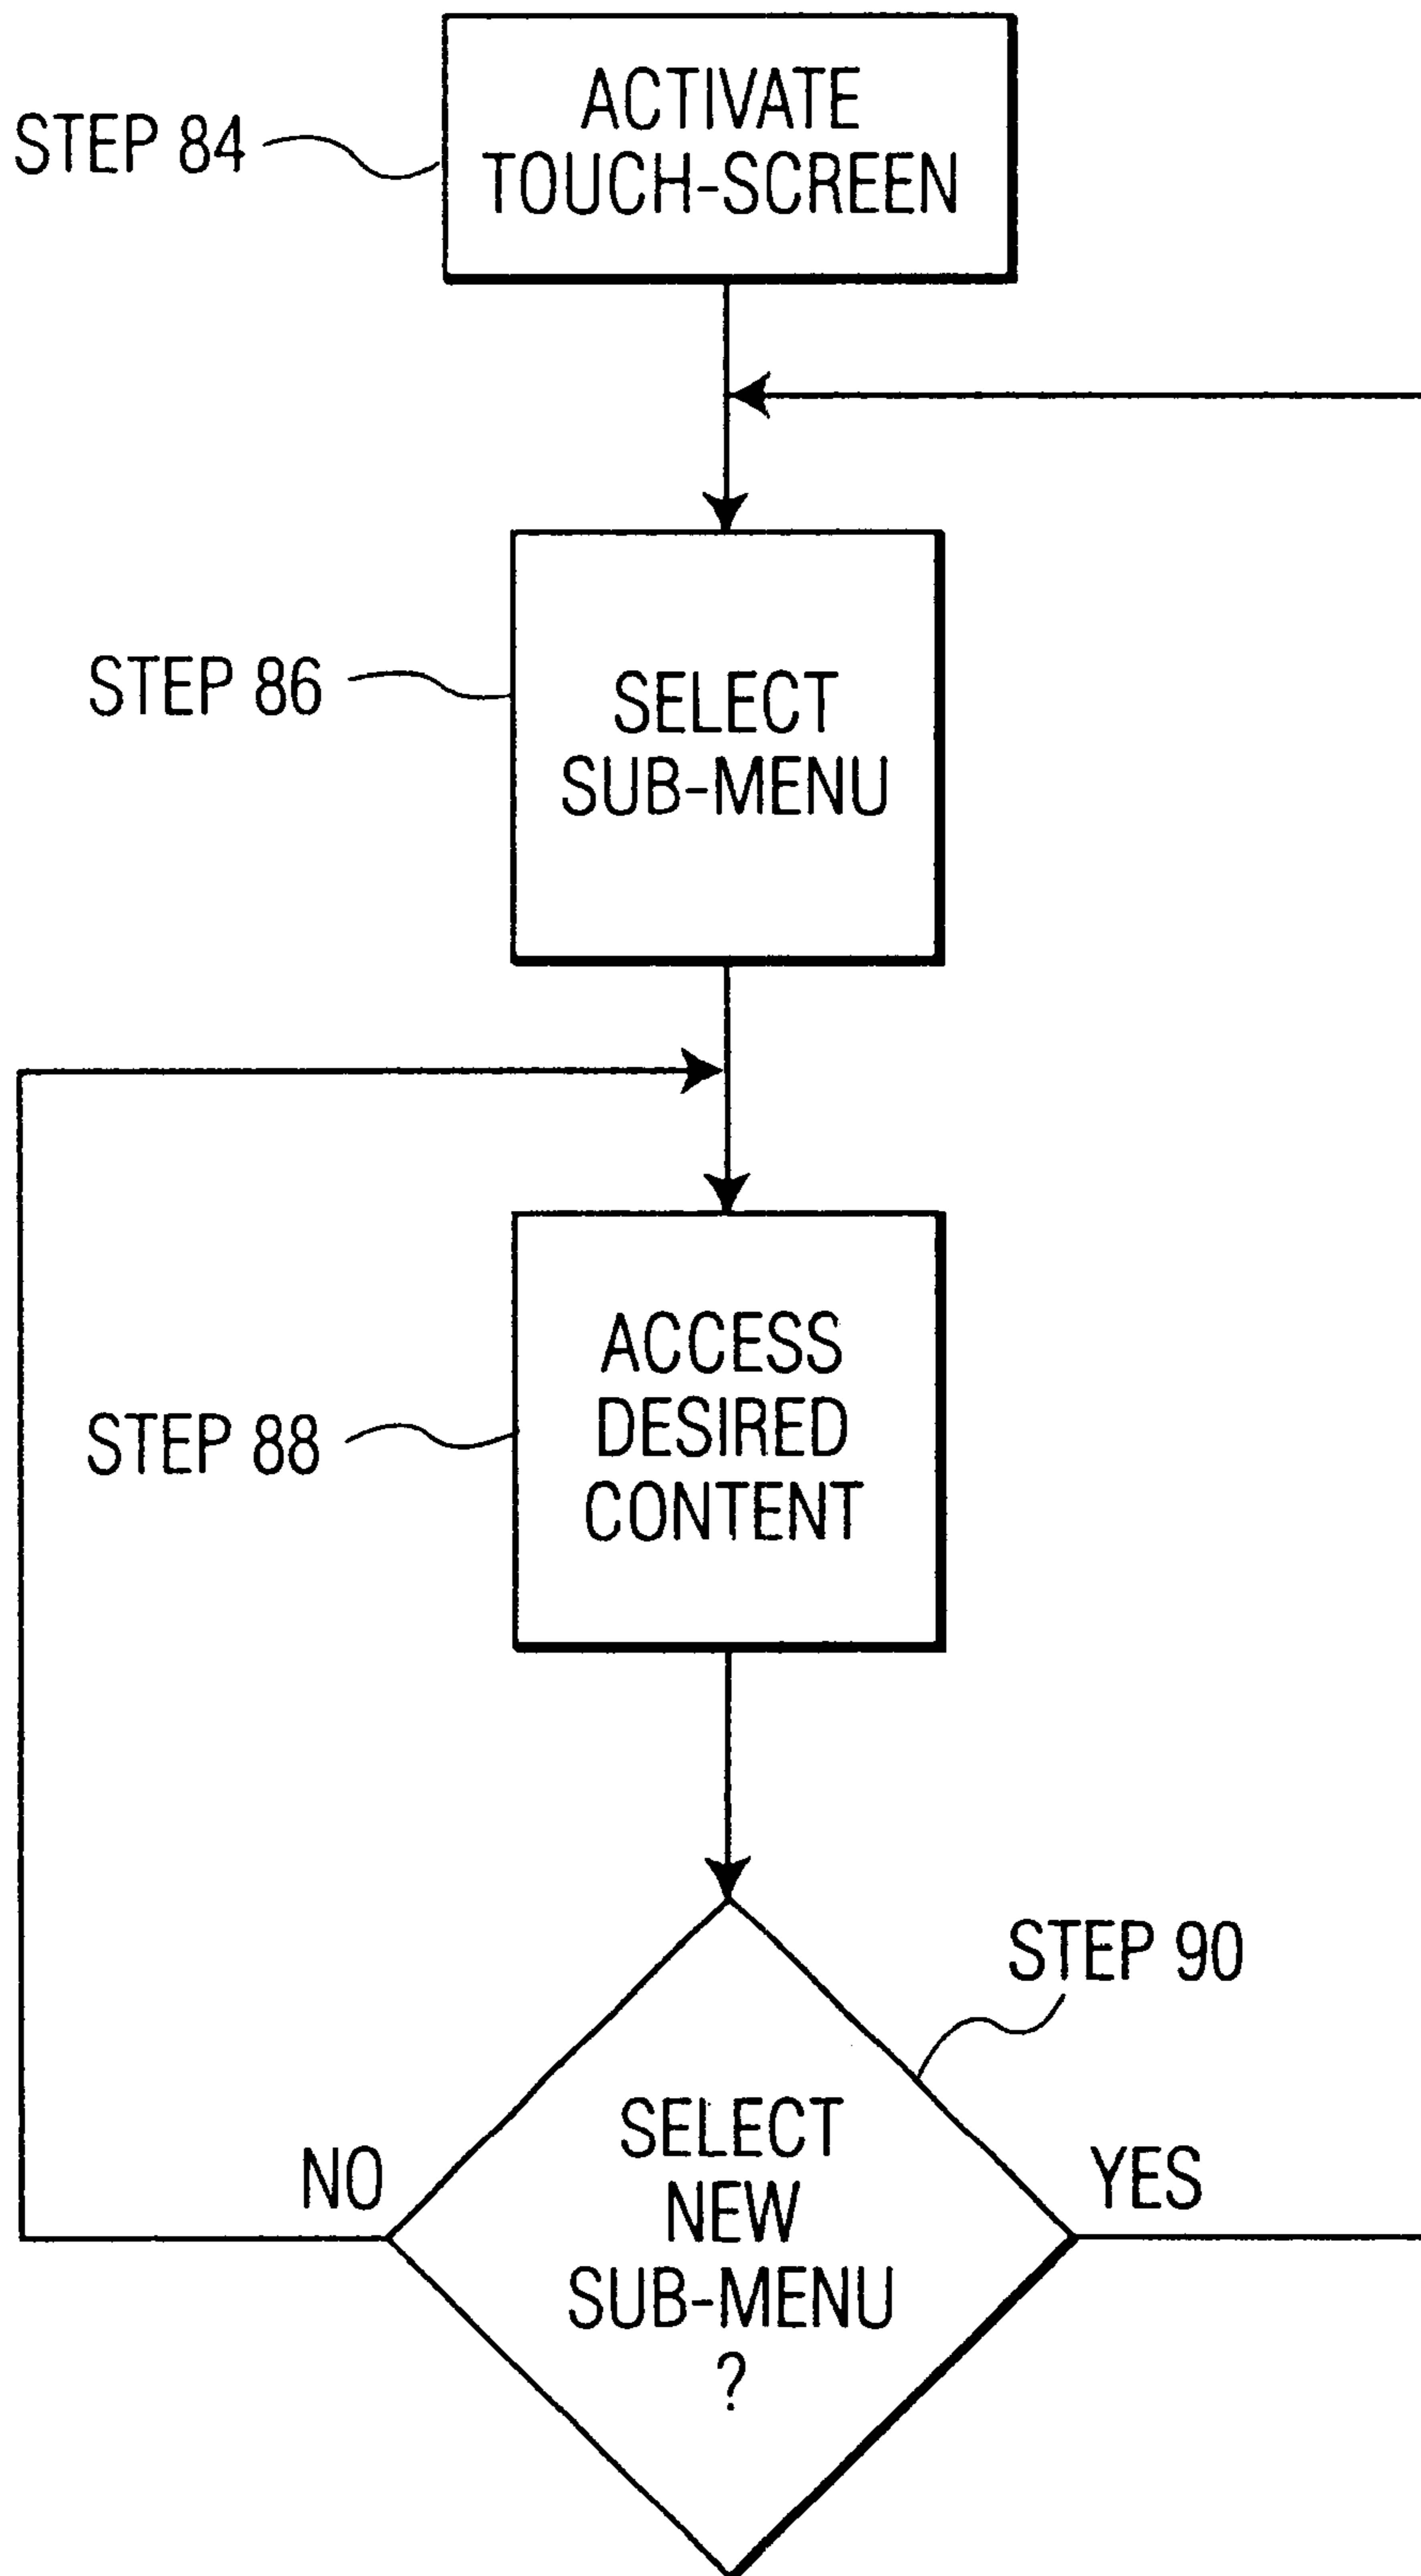 STEP 84
ACTIVATE
TOUCH-SCREEN
STEP 86
SELECT
SUB-MENU
STEP 88
ACCESS
DESIRED
CONTENT
STEP 90
NO
SELECT
NEW
SUB-MENU
?
YES